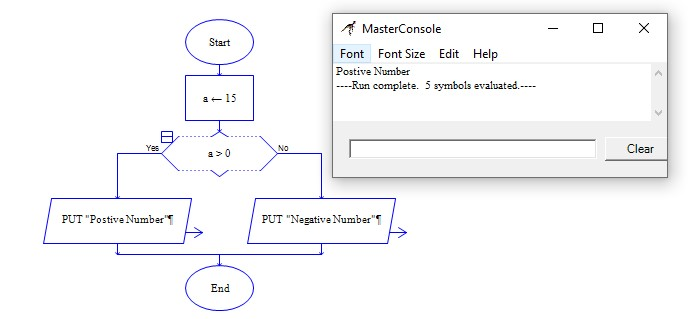 Start
a ← 15
Yes
a > 0
No
PUT "Postive Number"¶
PUT "Negative Number"¶
End
MasterConsole
Font Font Size Edit Help
Postive Number
----Run complete.  5 symbols evaluated.----
Clear